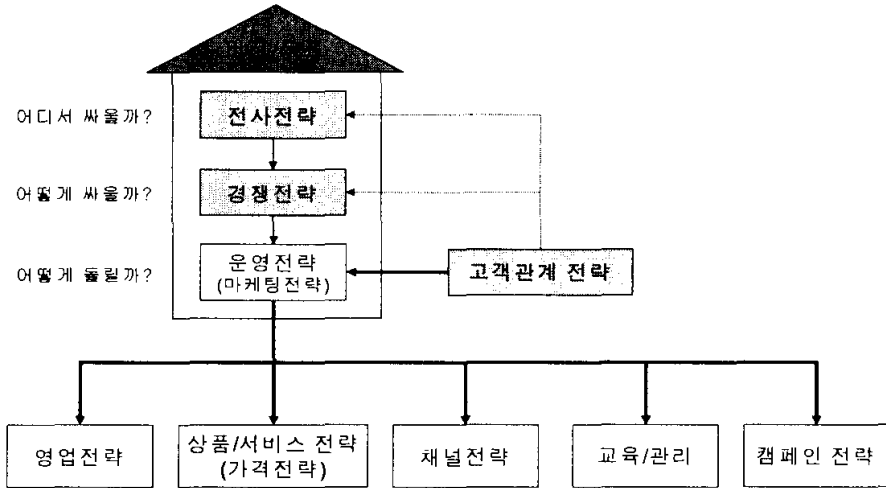 어디서 싸울까?
전사전략
어떻게 싸울까?
경쟁전략
어떻게 돌릴까?
운영전략
(마케팅전략)
고객관계 전략
영업전략
상품/서비스 전략
(가격전략)
채널전략
교육/관리
캠페인 전략